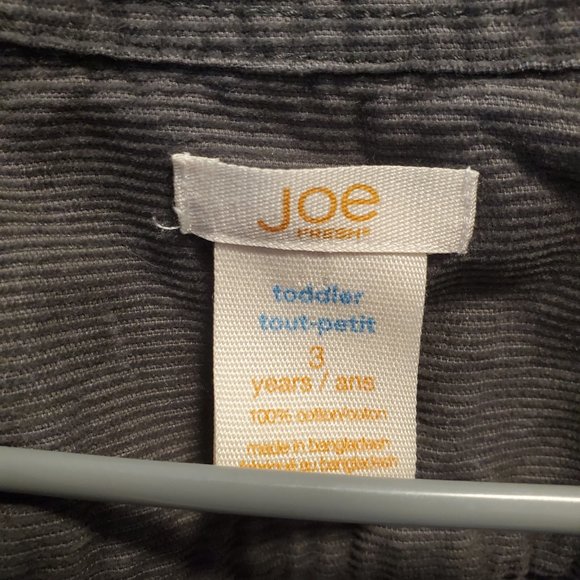 Joe
FRESH®
toddler
tout-petit
3
years / ans
100% cotton/coton
made in bangladesh
fabriqué au bangladesh